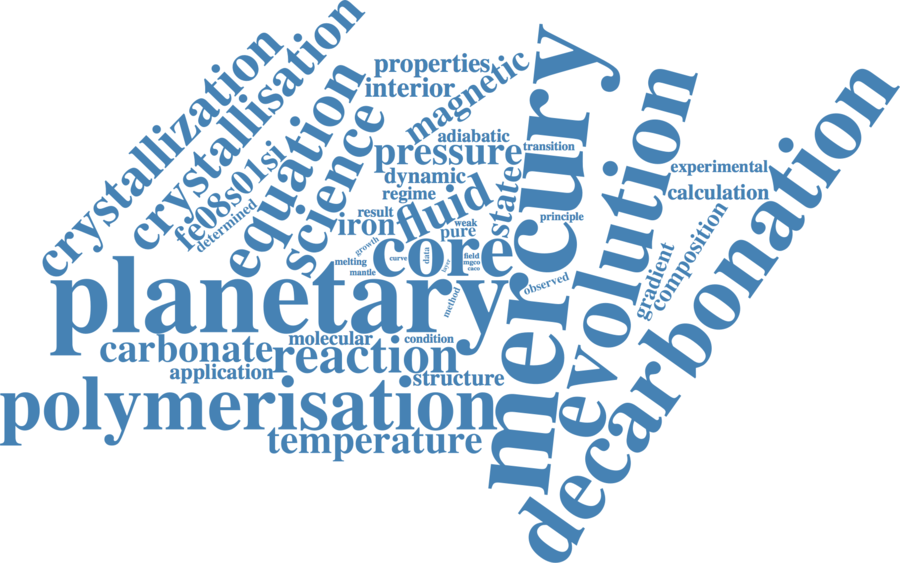 crystallization
crystallisation
fe08s01si
determined
equation
science
properties
interior
magnetic
adiabatic
pressure
transition
dynamic
regime
result
iron
fluid
state
weak
pure
principle
growth
melting
mantle
curve
core
data
layer
field
mgco
caco
method
observed
planetary
mercury
evolution
experimental
calculation
composition
gradient
decarbonation
carbonate
molecular
condition
reaction
application
structure
polymerisation
temperature